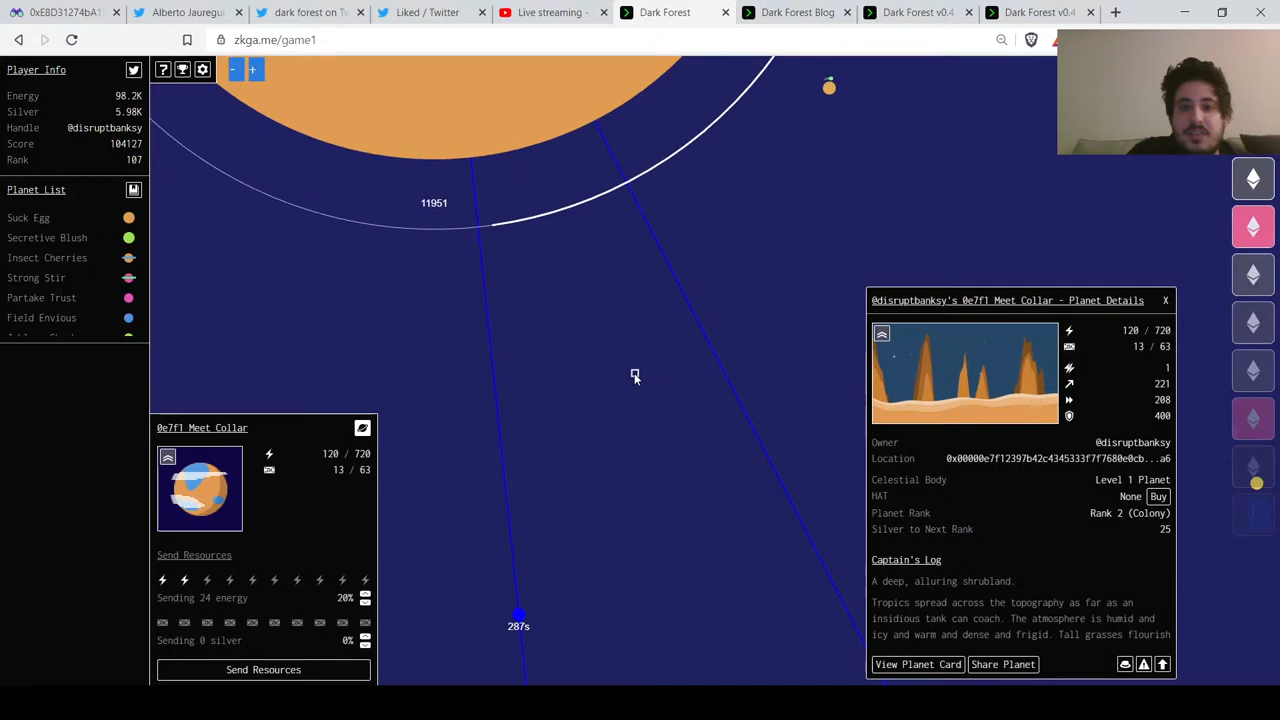 0xE8D31274bA1
Alberto Jauregu
dark forest on Tw
Liked / Twitter
Live streaming -
Dark Forest
Dark Forest Blog
Dark Forest v0.4
Dark Forest v0.4
zkga.me/game1
Player Info
Energy 98.2K
Silver 5.98K
Handle @disruptbanksy
Score 104127
Rank 107
Planet List
Suck Egg
Secretive Blush
Insect Cherries
Strong Stir
Partake Trust
Field Envious
? - +
11951
287s
0e7f1 Meet Collar
120 / 720
13 / 63
Send Resources
Sending 24 energy 20%
Sending 0 silver 0%
Send Resources
@disruptbanksy's 0e7f1 Meet Collar - Planet Details X
120 / 720
13 / 63
1
221
208
400
Owner @disruptbanksy
Location 0x00000e7f12397b42c4345333f7f7680e0cb...a6
Celestial Body Level 1 Planet
HAT None Buy
Planet Rank Rank 2 (Colony)
Silver to Next Rank 25
Captain's Log
A deep, alluring shrubland.
Tropics spread across the topography as far as an
insidious tank can coach. The atmosphere is humid and
icy and warm and dense and frigid. Tall grasses flourish
View Planet Card Share Planet